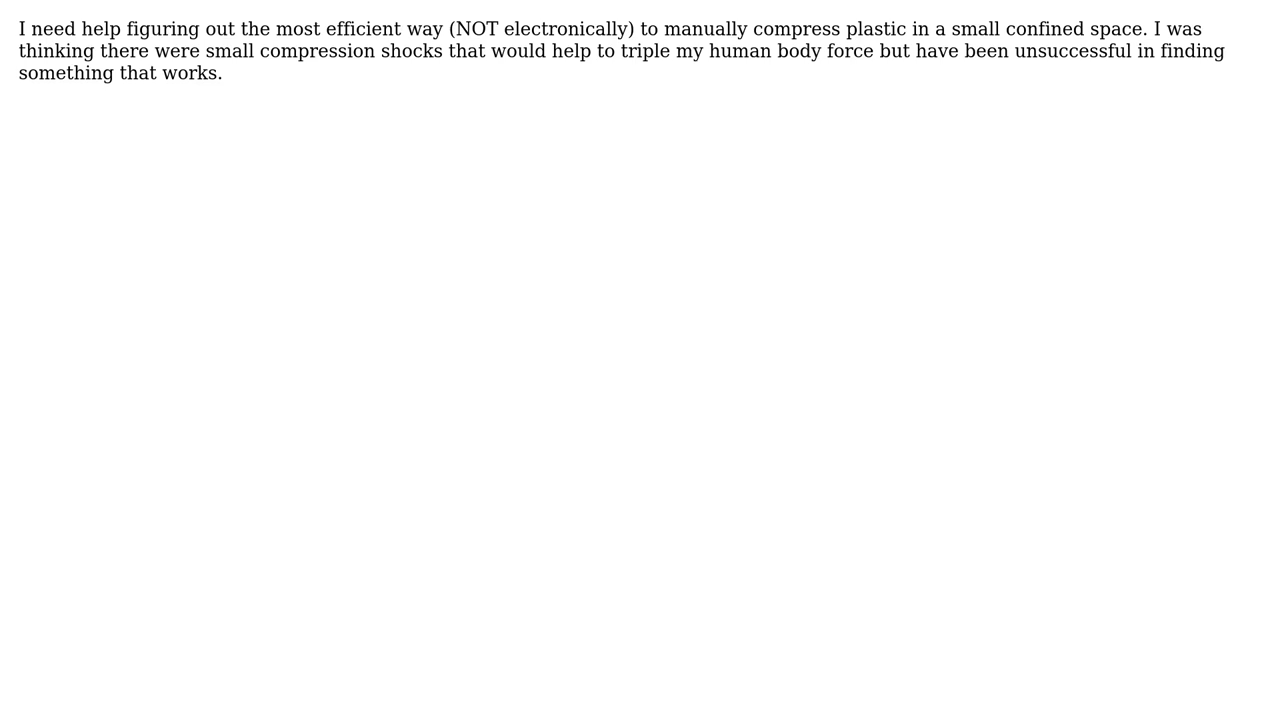 I need help figuring out the most efficient way (NOT electronically) to manually compress plastic in a small confined space. I was
thinking there were small compression shocks that would help to triple my human body force but have been unsuccessful in finding
something that works.